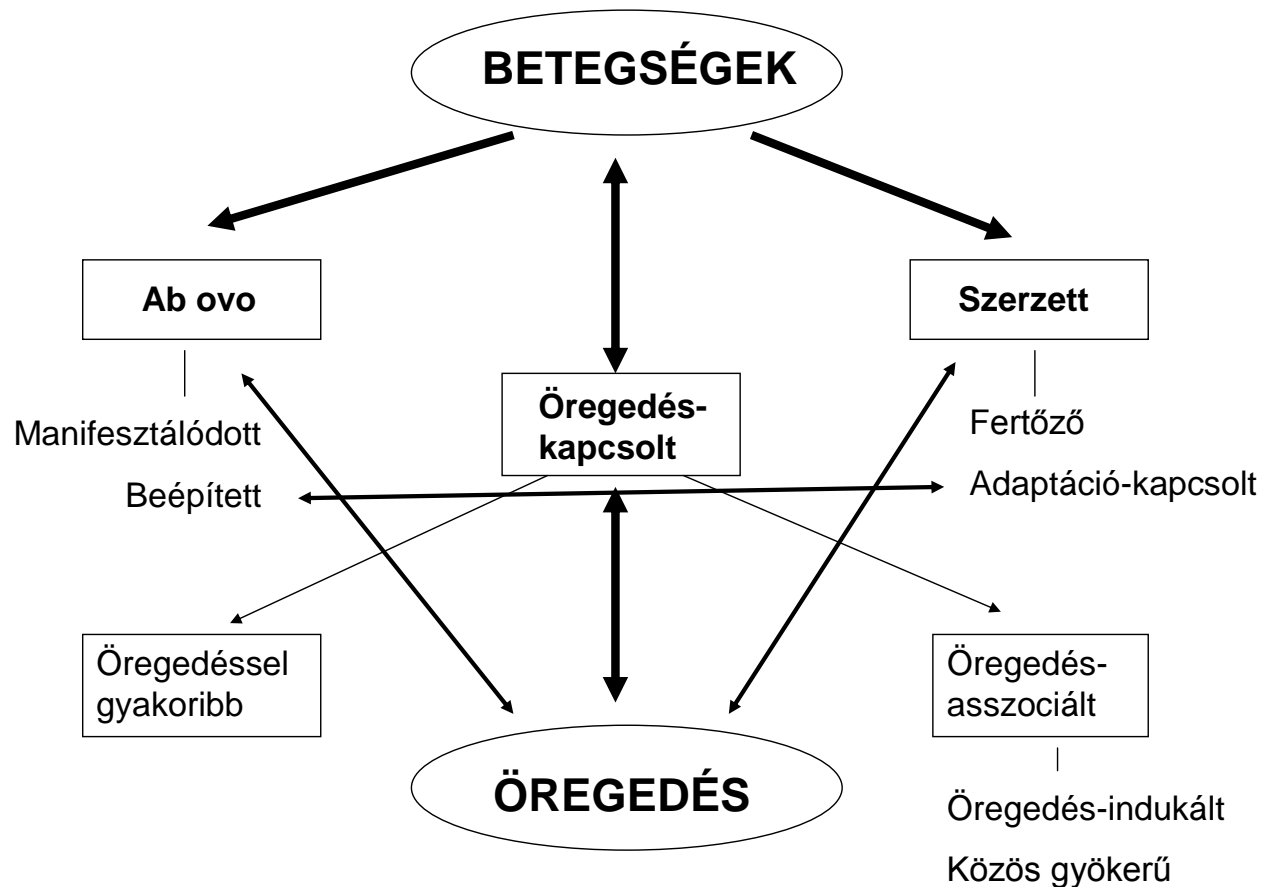 BETEGSÉGEK
Ab ovo
Szerzett
Manifesztálódott
Beépített
Öregedés-
kapcsolt
Fertőző
Adaptáció-kapcsolt
Öregedéssel
gyakoribb
Öregedés-
asszociált
ÖREGEDÉS
Öregedés-indukált
Közös gyökerű